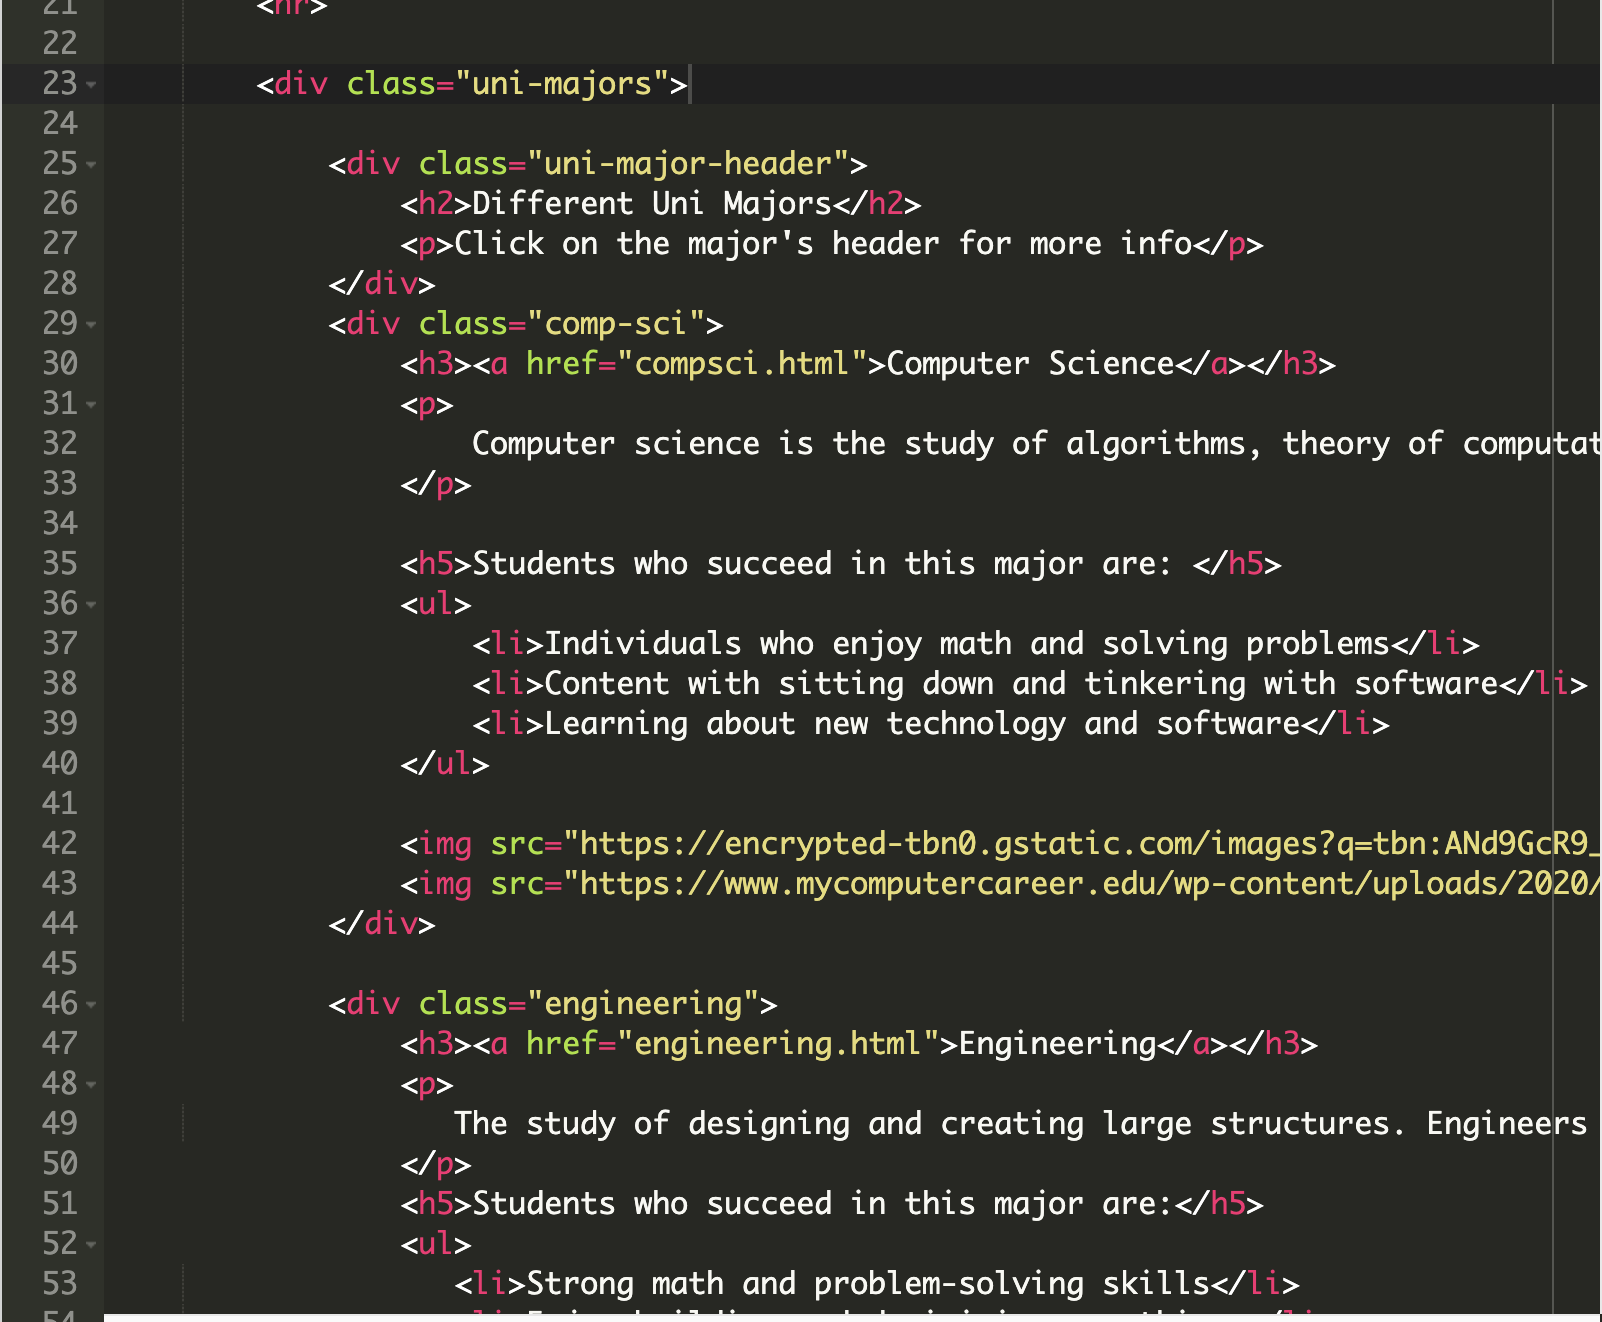 21 <hr>
22
23 <div class="uni-majors">
24
25 <div class="uni-major-header">
26 <h2>Different Uni Majors</h2>
27 <p>Click on the major's header for more info</p>
28 </div>
29 <div class="comp-sci">
30 <h3><a href="compsci.html">Computer Science</a></h3>
31 <p>
32 Computer science is the study of algorithms, theory of computat
33 </p>
34
35 <h5>Students who succeed in this major are: </h5>
36 <ul>
37 <li>Individuals who enjoy math and solving problems</li>
38 <li>Content with sitting down and tinkering with software</li>
39 <li>Learning about new technology and software</li>
40 </ul>
41
42 <img src="https://encrypted-tbn0.gstatic.com/images?q=tbn:ANd9GcR9_
43 <img src="https://www.mycomputercareer.edu/wp-content/uploads/2020/
44 </div>
45
46 <div class="engineering">
47 <h3><a href="engineering.html">Engineering</a></h3>
48 <p>
49 The study of designing and creating large structures. Engineers
50 </p>
51 <h5>Students who succeed in this major are:</h5>
52 <ul>
53 <li>Strong math and problem-solving skills</li>
54